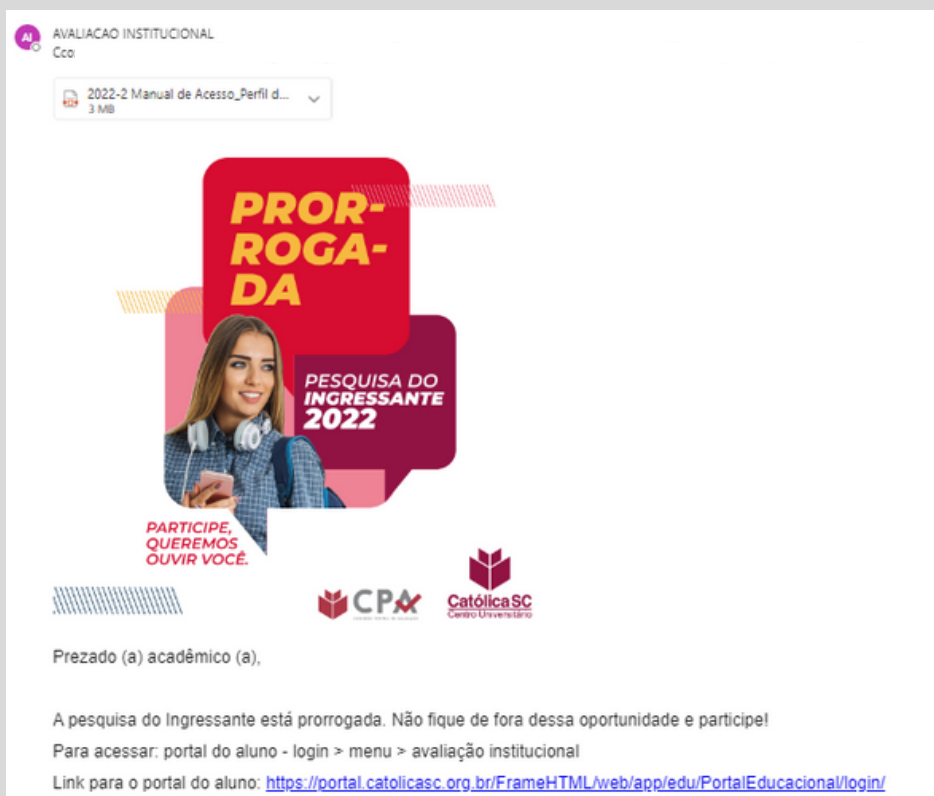 AI
AVALIACAO INSTITUCIONAL
Cco:
2022-2 Manual de Acesso_Perfil d...
3 MB
PROR-
ROGA-
DA
PESQUISA DO
INGRESSANTE
2022
PARTICIPE,
QUEREMOS
OUVIR VOCÊ.
CPA
Católica SC
Centro Universitário
Prezado (a) acadêmico (a),
A pesquisa do Ingressante está prorrogada. Não fique de fora dessa oportunidade e participe!
Para acessar: portal do aluno - login > menu > avaliação institucional
Link para o portal do aluno: https://portal.catolicasc.org.br/FrameHTML/web/app/edu/PortalEducacional/login/